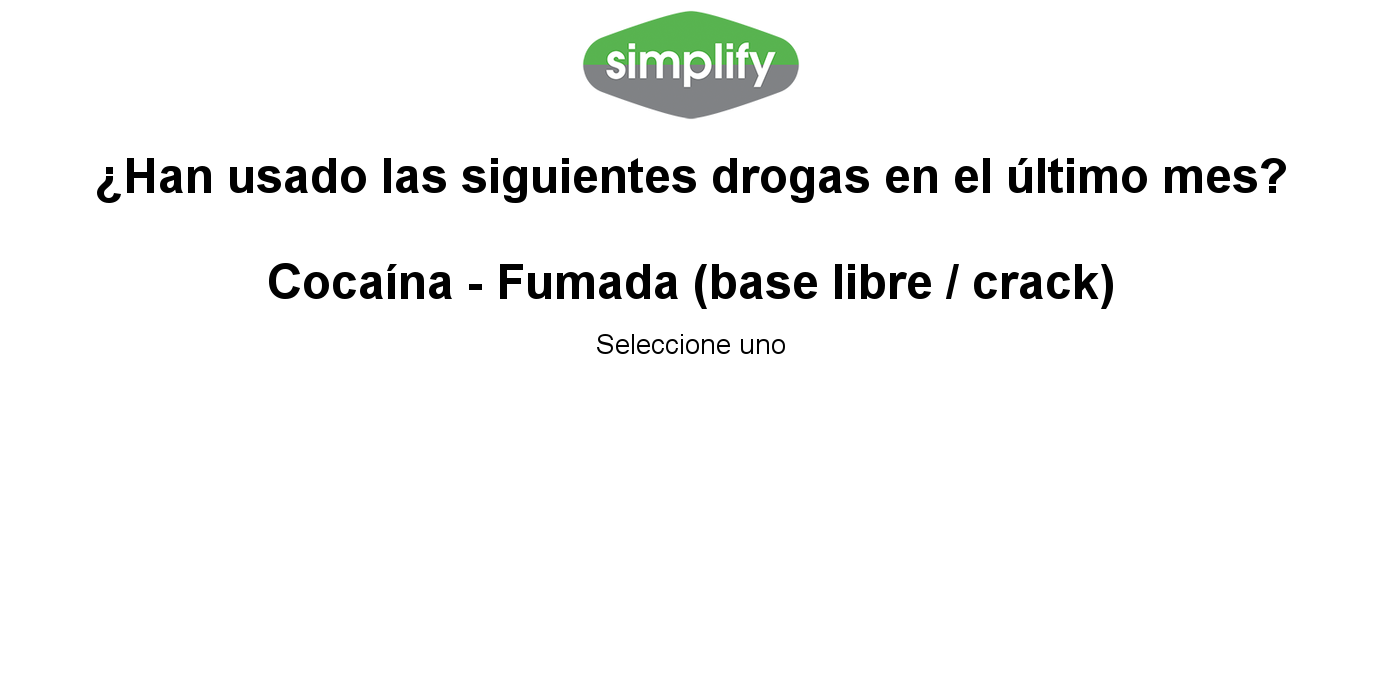 simplify
¿Han usado las siguientes drogas en el último mes?
Cocaína - Fumada (base libre / crack)
Seleccione uno